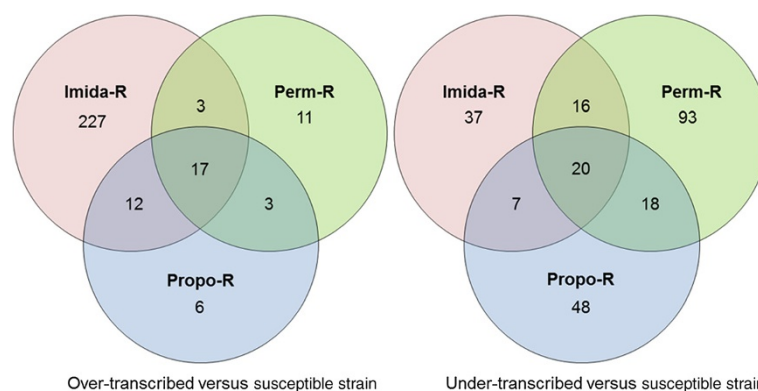 Imida-R
227
3
Perm-R
11
17
12
3
Propo-R
6
Over-transcribed versus susceptible strain
Imida-R
37
16
Perm-R
93
20
7
18
Propo-R
48
Under-transcribed versus susceptible